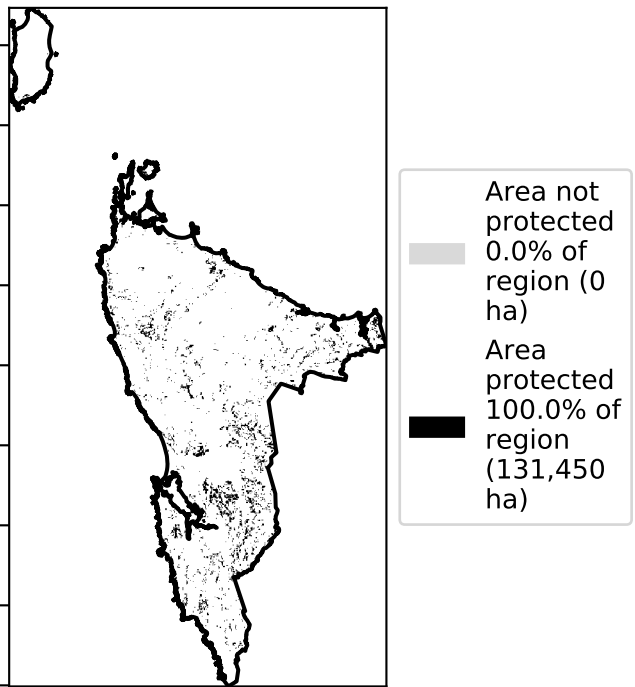 Area not
protected
0.0% of
region (0
ha)
Area
protected
100.0% of
region
(131,450
ha)